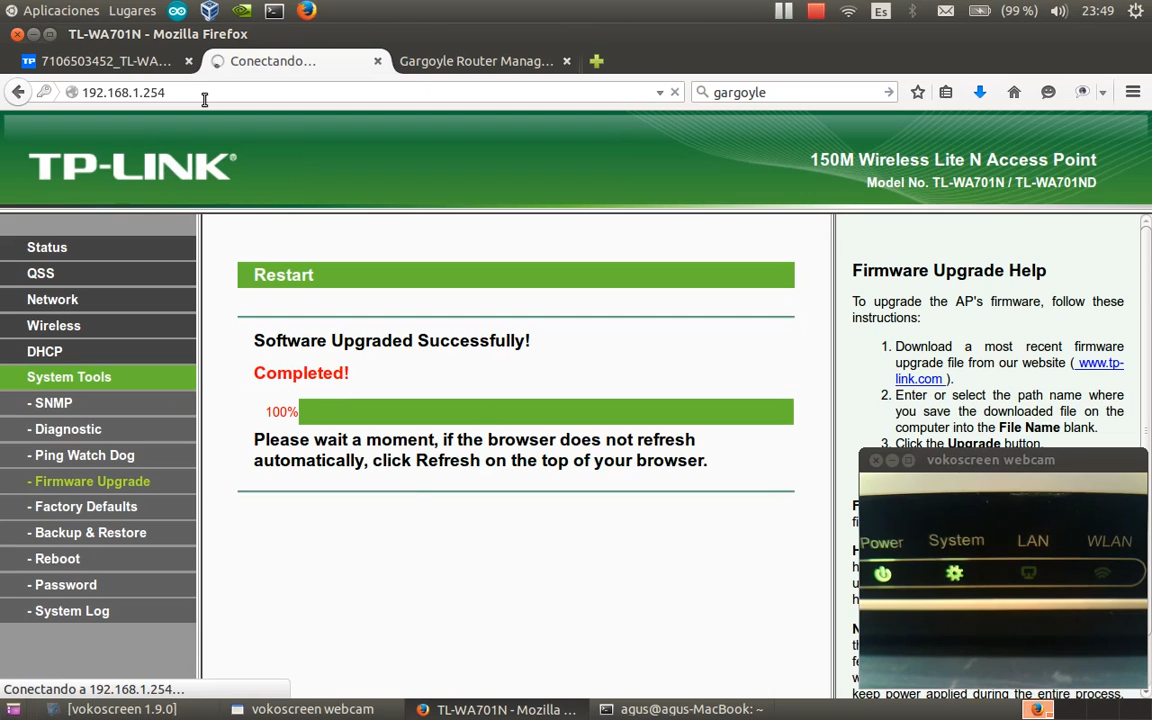 Aplicaciones Lugares Es (99 %) 23:49
TL-WA701N - Mozilla Firefox
7106503452_TL-WA... Conectando... Gargoyle Router Manag...
192.168.1.254 gargoyle
TP-LINK®
150M Wireless Lite N Access Point
Model No. TL-WA701N / TL-WA701ND
Status
QSS
Network
Wireless
DHCP
System Tools
- SNMP
- Diagnostic
- Ping Watch Dog
- Firmware Upgrade
- Factory Defaults
- Backup & Restore
- Reboot
- Password
- System Log
Restart
Software Upgraded Successfully!
Completed!
100%
Please wait a moment, if the browser does not refresh
automatically, click Refresh on the top of your browser.
Firmware Upgrade Help
To upgrade the AP's firmware, follow these
instructions:
1. Download a most recent firmware
upgrade file from our website ( www.tp-
link.com ).
2. Enter or select the path name where
you save the downloaded file on the
computer into the File Name blank.
3. Click the Upgrade button.
vokoscreen webcam
Power System LAN WLAN
keep power applied during the entire process.
Conectando a 192.168.1.254...
[vokoscreen 1.9.0] vokoscreen webcam TL-WA701N - Mozilla ... agus@agus-MacBook: ~